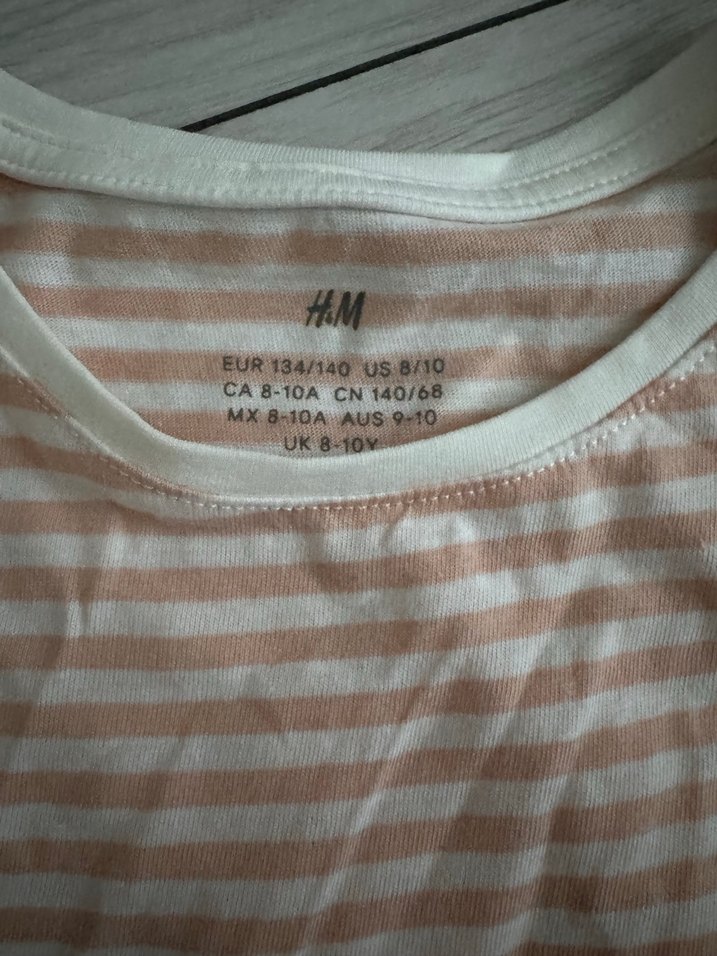 H&M
EUR 134/140 US 8/10
CA 8-10A CN 140/68
MX 8-10A AUS 9-10
UK 8-10Y